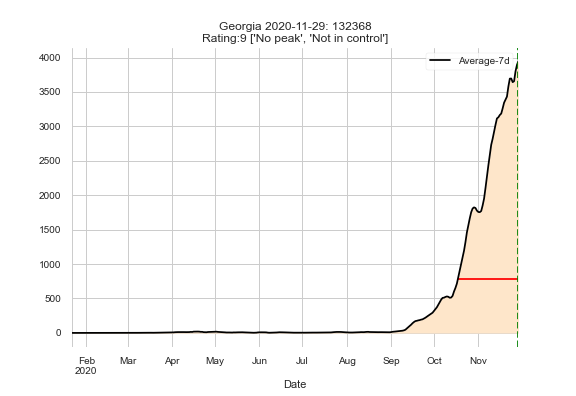 Georgia 2020-11-29: 132368
Rating:9 ['No peak', 'Not in control']
Average-7d
4000
3500
3000
2500
2000
1500
1000
500
0
Feb Mar Apr May Jun Jul Aug Sep Oct Nov
2020
Date